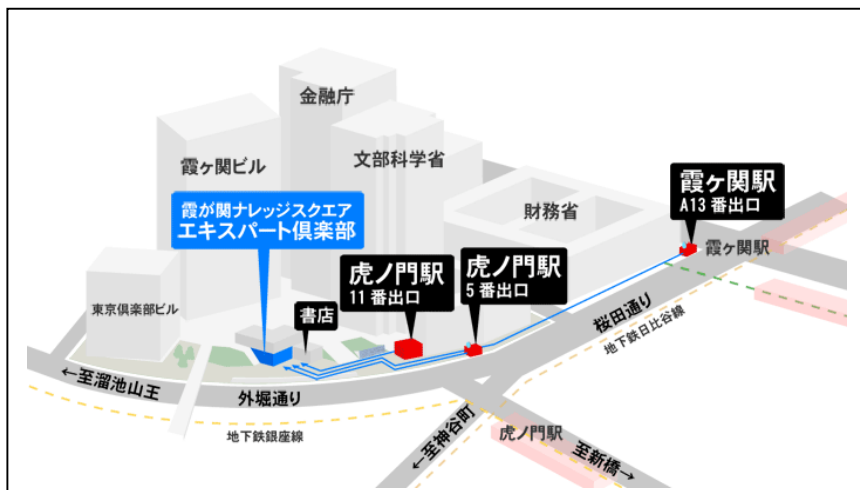 金融庁
霞ヶ関ビル
文部科学省
霞ヶ関駅
A13 番出口
霞が関ナレッジスクエア
エキスパート倶楽部
財務省
霞ヶ関駅
虎ノ門駅
11 番出口
虎ノ門駅
5 番出口
東京倶楽部ビル
書店
桜田通り
地下鉄日比谷線
←至溜池山王
外堀通り
地下鉄銀座線
←至神谷町
虎ノ門駅
至新橋→